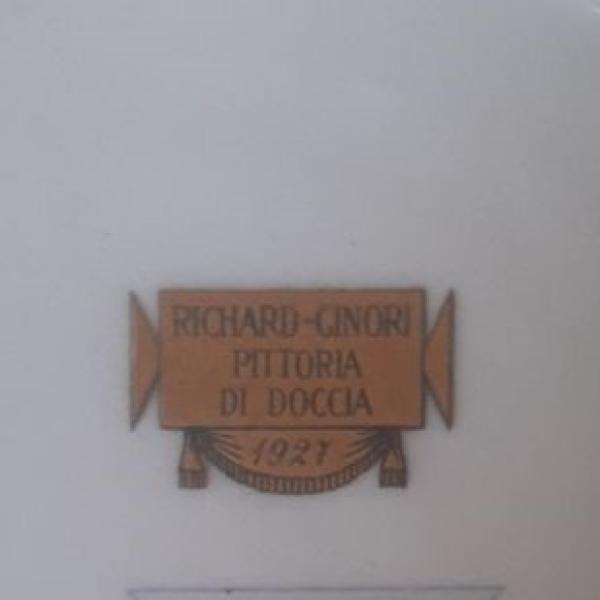 RICHARD-GINORI
PITTORIA
DI DOCCIA
1927